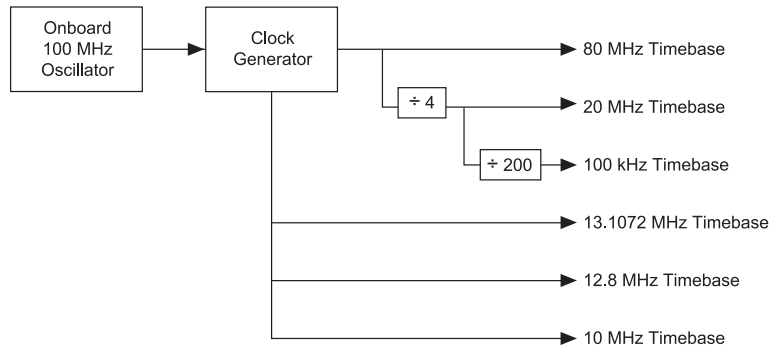 Onboard
100 MHz
Oscillator
Clock
Generator
80 MHz Timebase
÷ 4
20 MHz Timebase
÷ 200
100 kHz Timebase
13.1072 MHz Timebase
12.8 MHz Timebase
10 MHz Timebase